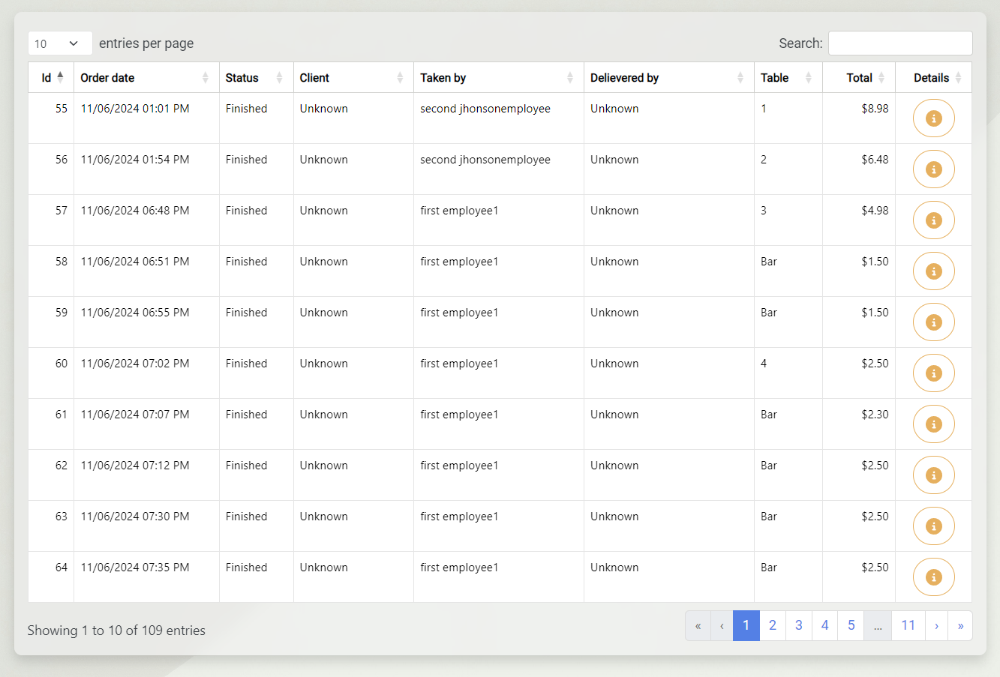 10 entries per page Search:
Id Order date Status Client Taken by Delievered by Table Total Details
55 11/06/2024 01:01 PM Finished Unknown second jhonsonemployee Unknown 1 $8.98
56 11/06/2024 01:54 PM Finished Unknown second jhonsonemployee Unknown 2 $6.48
57 11/06/2024 06:48 PM Finished Unknown first employee1 Unknown 3 $4.98
58 11/06/2024 06:51 PM Finished Unknown first employee1 Unknown Bar $1.50
59 11/06/2024 06:55 PM Finished Unknown first employee1 Unknown Bar $1.50
60 11/06/2024 07:02 PM Finished Unknown first employee1 Unknown 4 $2.50
61 11/06/2024 07:07 PM Finished Unknown first employee1 Unknown Bar $2.30
62 11/06/2024 07:12 PM Finished Unknown first employee1 Unknown Bar $2.50
63 11/06/2024 07:30 PM Finished Unknown first employee1 Unknown Bar $2.50
64 11/06/2024 07:35 PM Finished Unknown first employee1 Unknown Bar $2.50
Showing 1 to 10 of 109 entries « ‹ 1 2 3 4 5 ... 11 › »